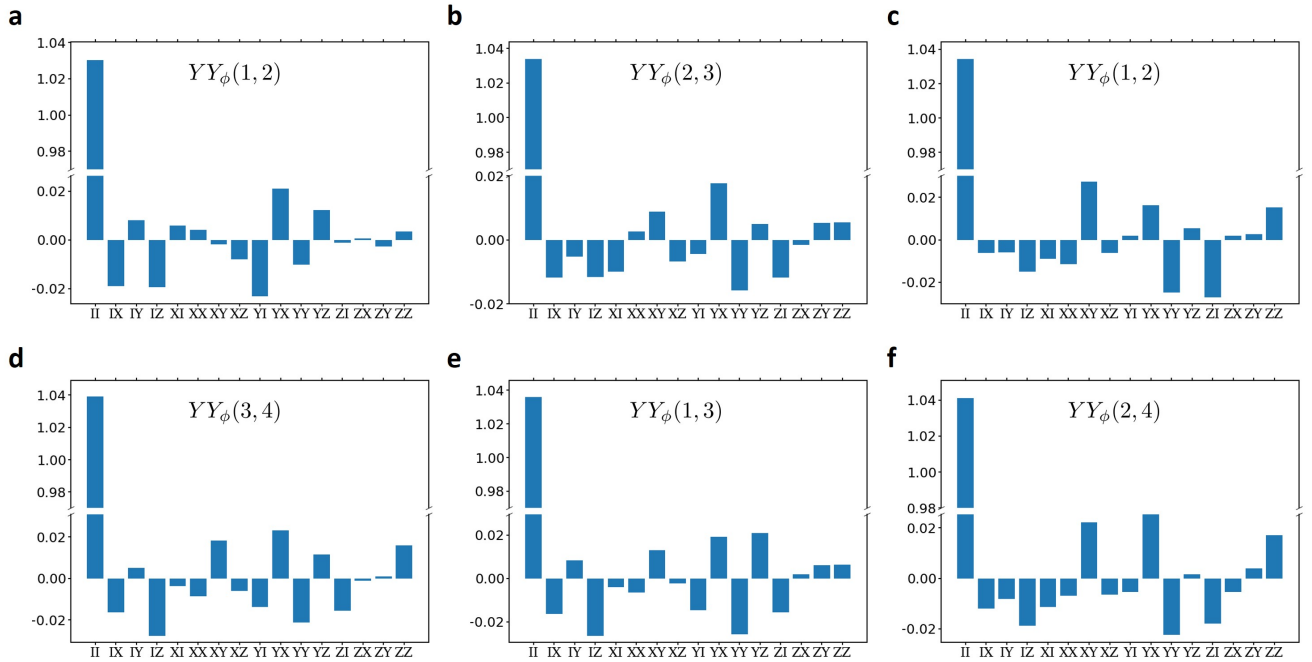 a
b
c
YY_ϕ(1, 2)
1.04
1.02
1.00
0.98
0.02
0.00
-0.02
II IX IY IZ XI XX XY XZ YI YX YY YZ ZI ZX ZY ZZ
YY_ϕ(2, 3)
1.04
1.02
1.00
0.98
0.02
0.00
-0.02
II IX IY IZ XI XX XY XZ YI YX YY YZ ZI ZX ZY ZZ
YY_ϕ(1, 2)
1.04
1.02
1.00
0.98
0.02
0.00
-0.02
II IX IY IZ XI XX XY XZ YI YX YY YZ ZI ZX ZY ZZ
d
e
f
YY_ϕ(3, 4)
1.04
1.02
1.00
0.98
0.02
0.00
-0.02
II IX IY IZ XI XX XY XZ YI YX YY YZ ZI ZX ZY ZZ
YY_ϕ(1, 3)
1.04
1.02
1.00
0.98
0.02
0.00
-0.02
II IX IY IZ XI XX XY XZ YI YX YY YZ ZI ZX ZY ZZ
YY_ϕ(2, 4)
1.04
1.02
1.00
0.98
0.02
0.00
-0.02
II IX IY IZ XI XX XY XZ YI YX YY YZ ZI ZX ZY ZZ